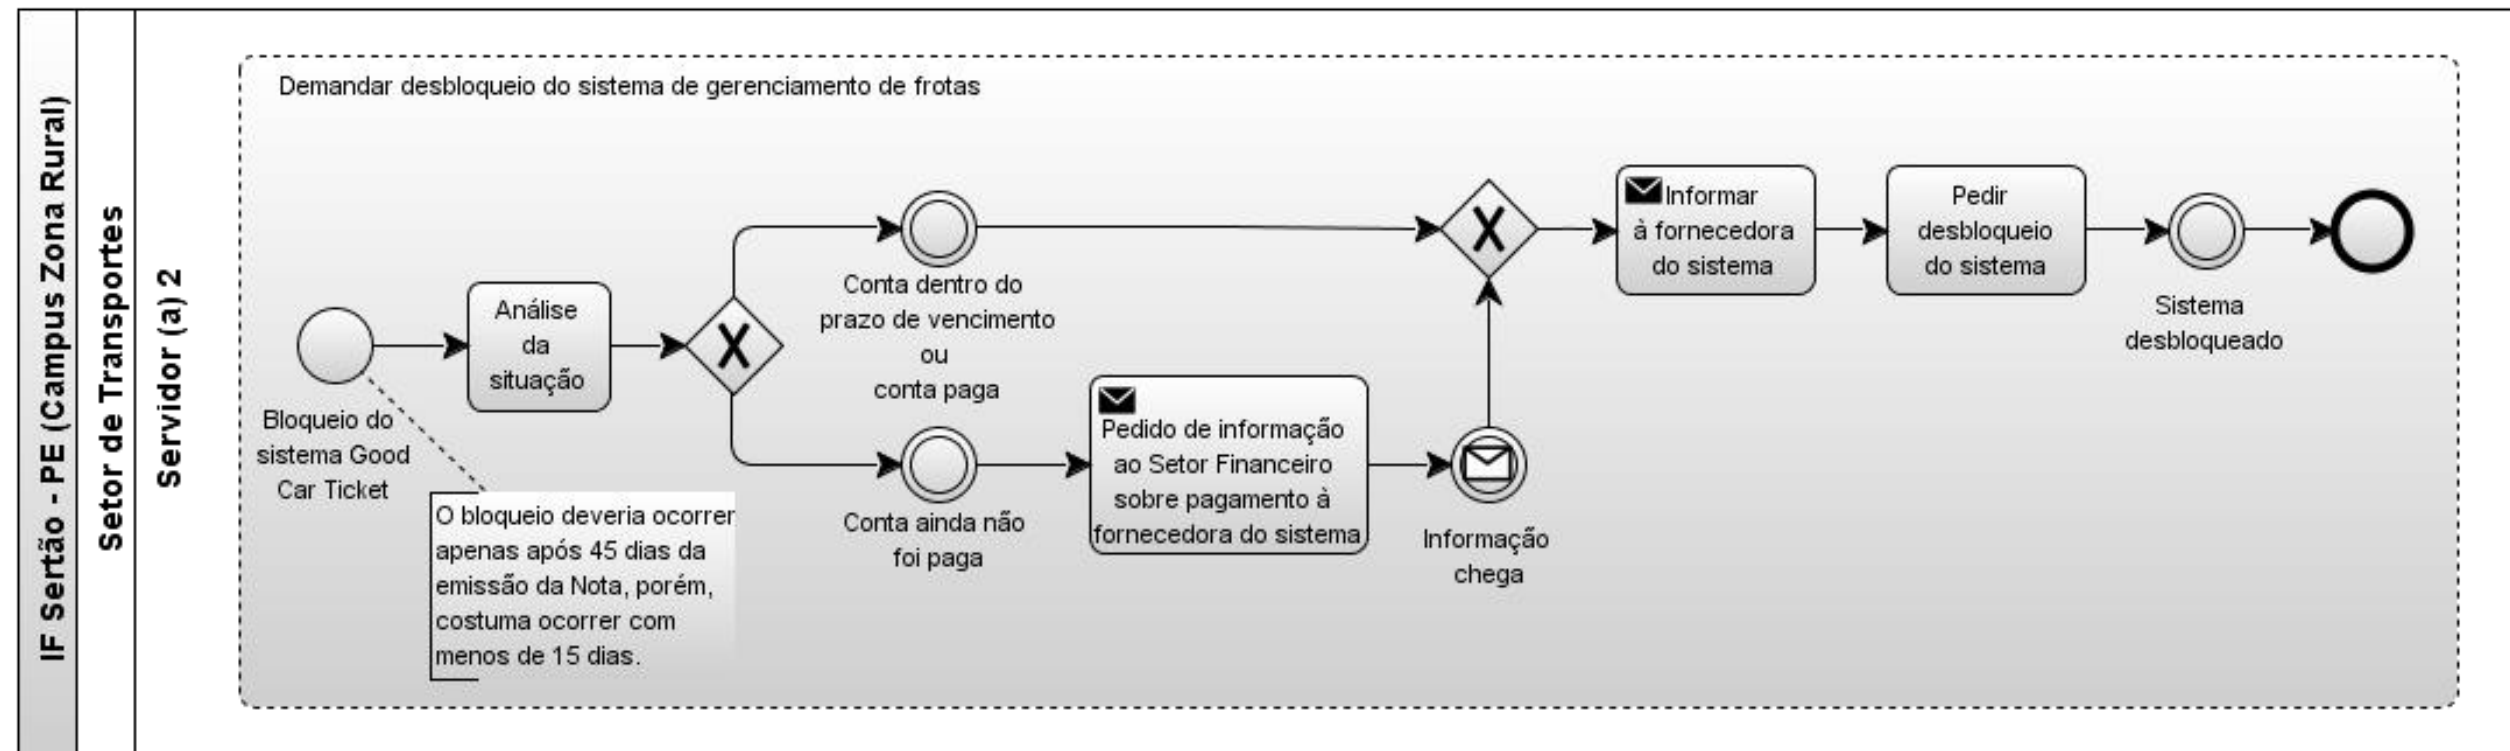 IF Sertão - PE (Campus Zona Rural)
Setor de Transportes
Servidor (a) 2
Demandar desbloqueio do sistema de gerenciamento de frotas
Bloqueio do
sistema Good
Car Ticket
O bloqueio deveria ocorrer
apenas após 45 dias da
emissão da Nota, porém,
costuma ocorrer com
menos de 15 dias.
Análise
da
situação
Conta dentro do
prazo de vencimento
ou
conta paga
Conta ainda não
foi paga
Pedido de informação
ao Setor Financeiro
sobre pagamento à
fornecedora do sistema
Informação
chega
Informar
à fornecedora
do sistema
Pedir
desbloqueio
do sistema
Sistema
desbloqueado